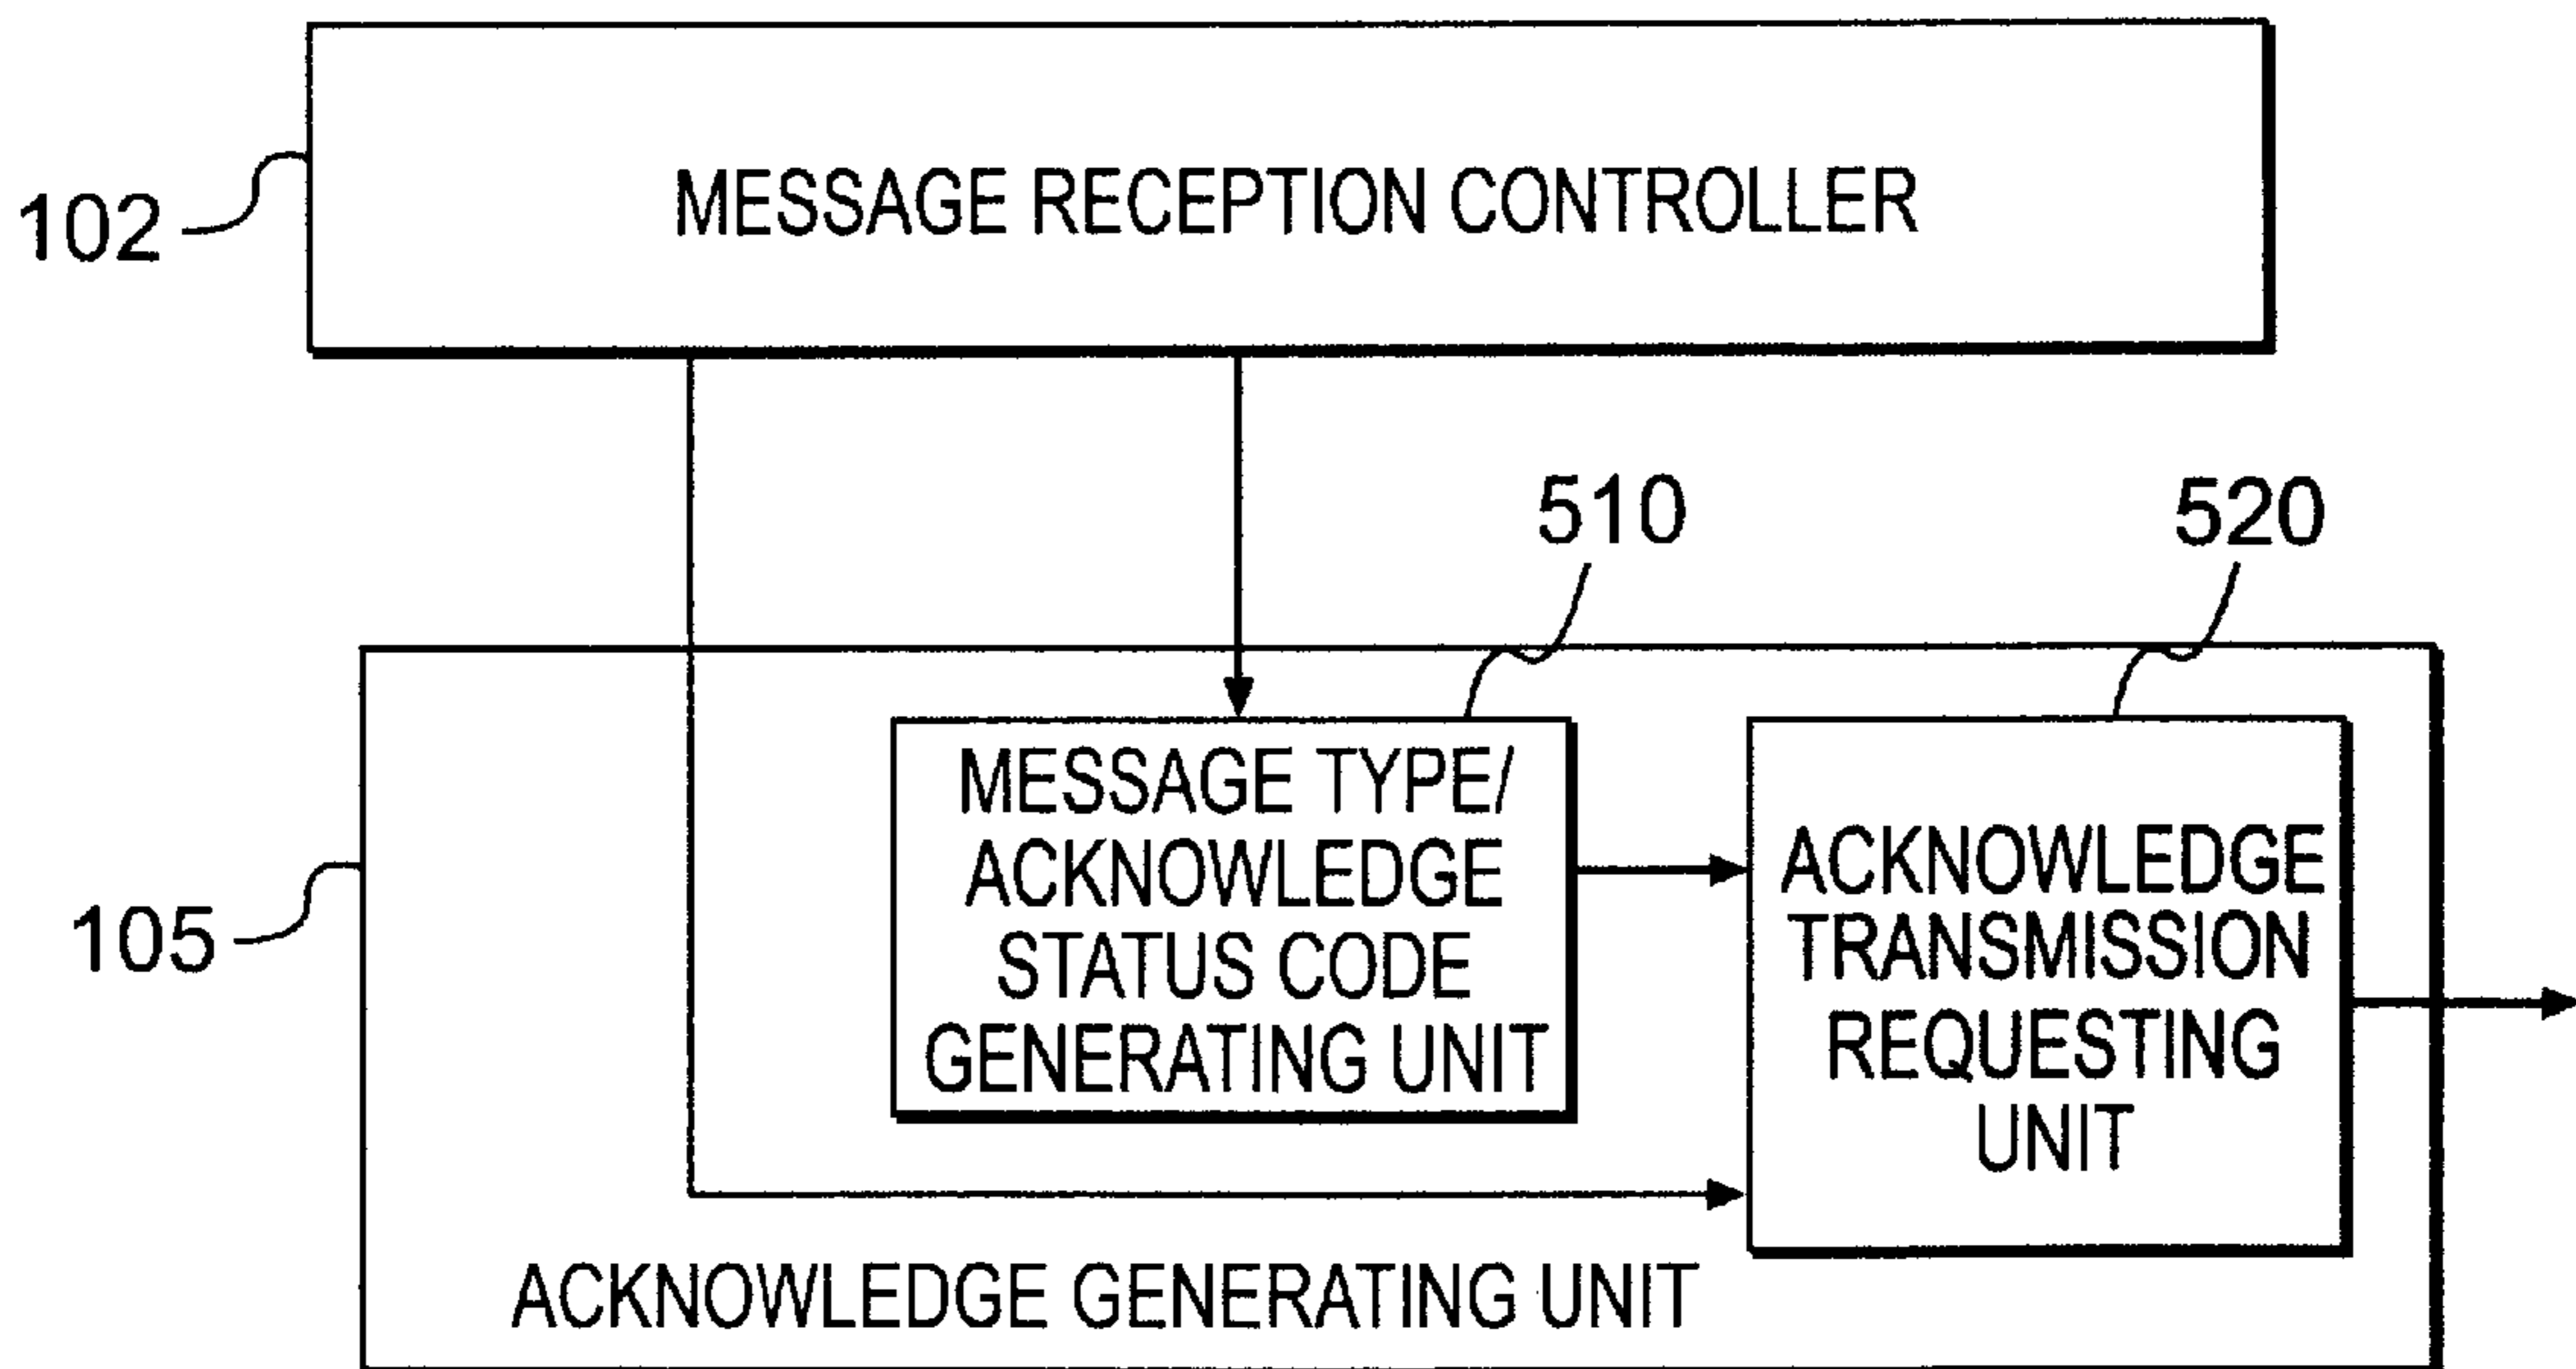 102
MESSAGE RECEPTION CONTROLLER
510
520
105
MESSAGE TYPE/
ACKNOWLEDGE
STATUS CODE
GENERATING UNIT
ACKNOWLEDGE
TRANSMISSION
REQUESTING
UNIT
ACKNOWLEDGE GENERATING UNIT